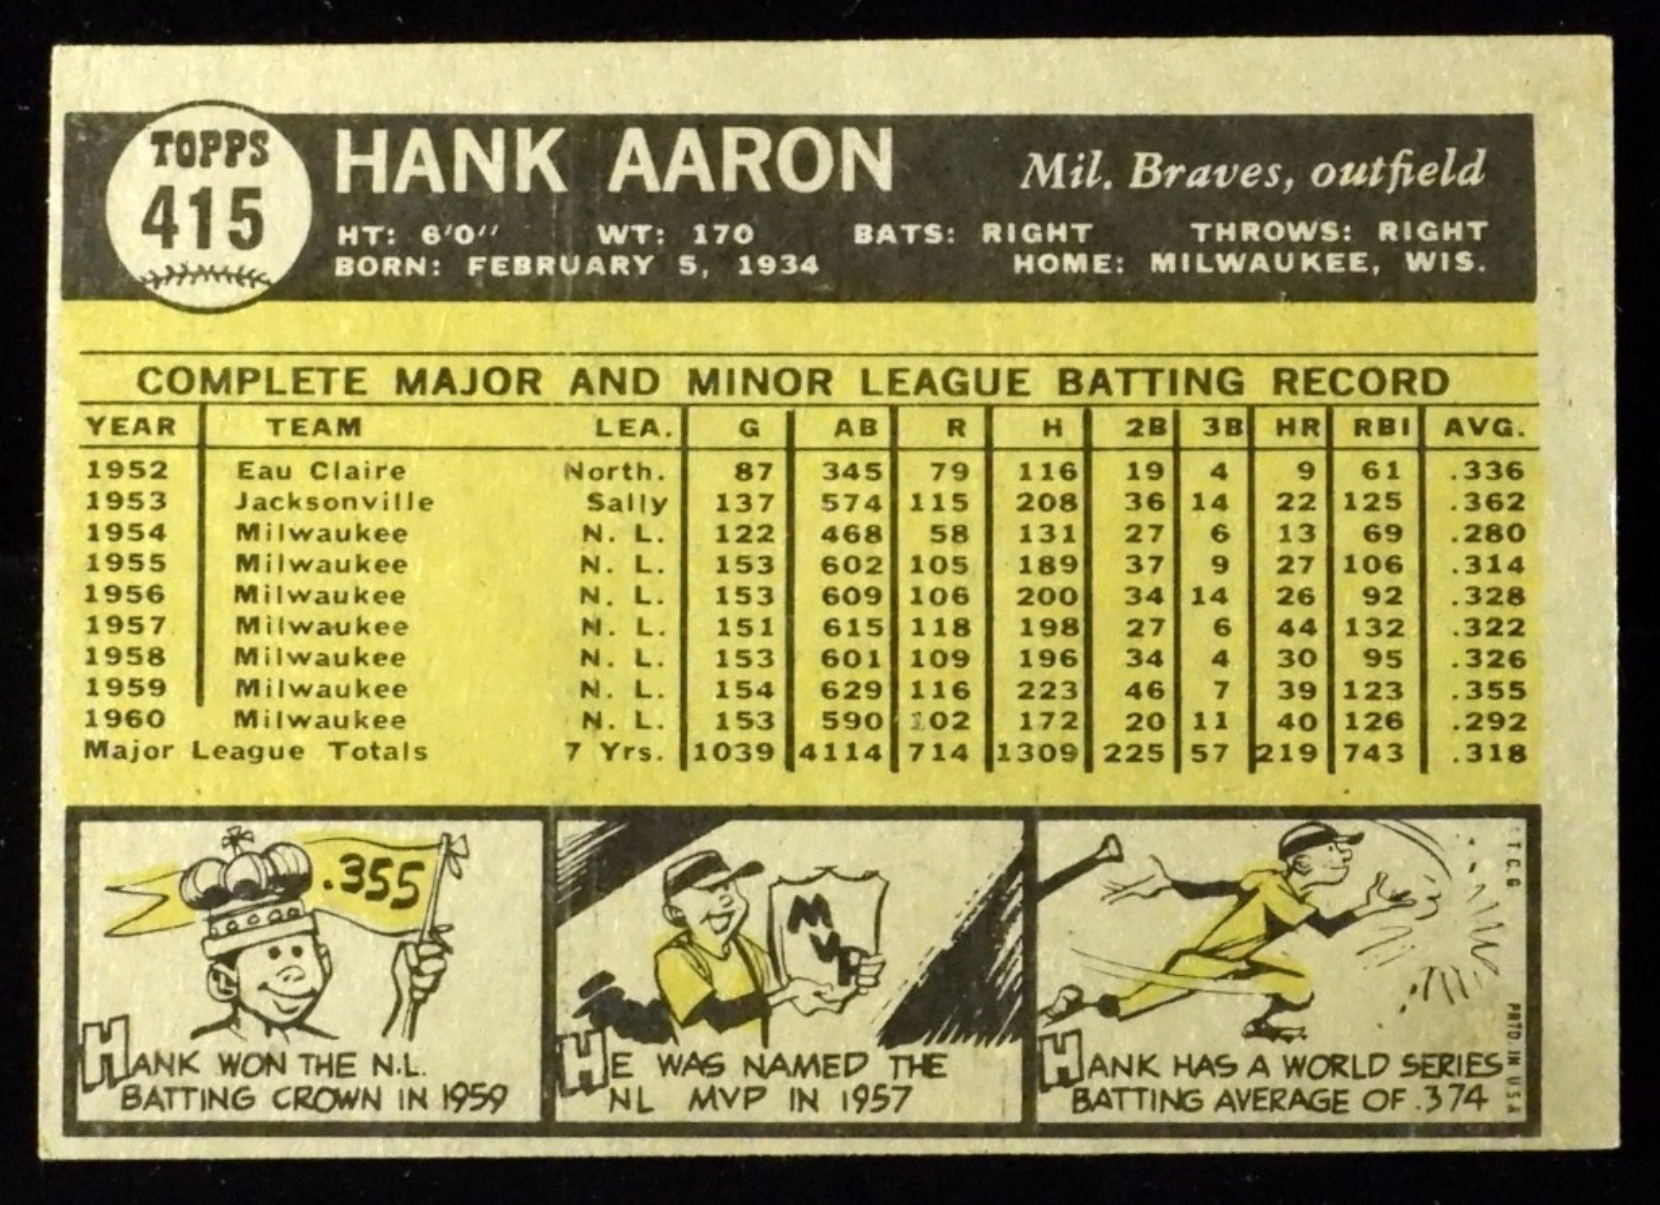 TOPPS
415
HANK AARON Mil. Braves, outfield
HT: 6'0" WT: 170 BATS: RIGHT THROWS: RIGHT
BORN: FEBRUARY 5, 1934 HOME: MILWAUKEE, WIS.
COMPLETE MAJOR AND MINOR LEAGUE BATTING RECORD
YEAR TEAM LEA. G AB R H 2B 3B HR RBI AVG.
1952 Eau Claire North. 87 345 79 116 19 4 9 61 .336
1953 Jacksonville Sally 137 574 115 208 36 14 22 125 .362
1954 Milwaukee N. L. 122 468 58 131 27 6 13 69 .280
1955 Milwaukee N. L. 153 602 105 189 37 9 27 106 .314
1956 Milwaukee N. L. 153 609 106 200 34 14 26 92 .328
1957 Milwaukee N. L. 151 615 118 198 27 6 44 132 .322
1958 Milwaukee N. L. 153 601 109 196 34 4 30 95 .326
1959 Milwaukee N. L. 154 629 116 223 46 7 39 123 .355
1960 Milwaukee N. L. 153 590 102 172 20 11 40 126 .292
Major League Totals 7 Yrs. 1039 4114 714 1309 225 57 219 743 .318
.355
HANK WON THE N.L.
BATTING CROWN IN 1959
MVP
HE WAS NAMED THE
NL MVP IN 1957
HANK HAS A WORLD SERIES
BATTING AVERAGE OF .374
T.C.G.
PRTD IN U.S.A.